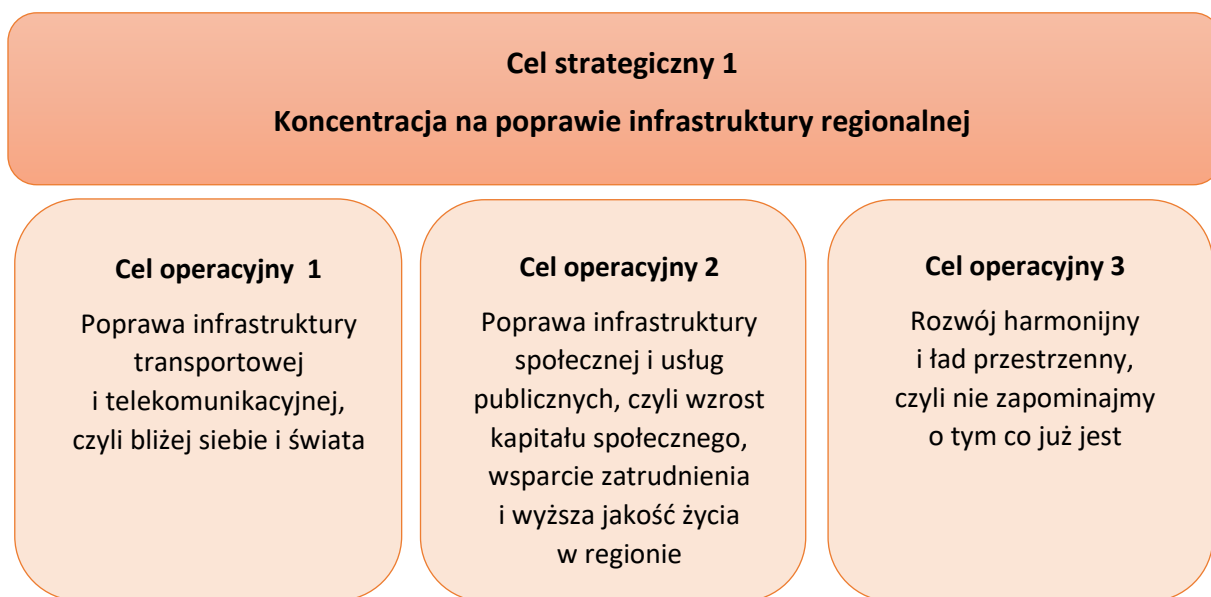 Cel strategiczny 1
Koncentracja na poprawie infrastruktury regionalnej
Cel operacyjny 1
Poprawa infrastruktury
transportowej
i telekomunikacyjnej,
czyli bliżej siebie i świata
Cel operacyjny 2
Poprawa infrastruktury
społecznej i usług
publicznych, czyli wzrost
kapitału społecznego,
wsparcie zatrudnienia
i wyższa jakość życia
w regionie
Cel operacyjny 3
Rozwój harmonijny
i ład przestrzenny,
czyli nie zapominajmy
o tym co już jest